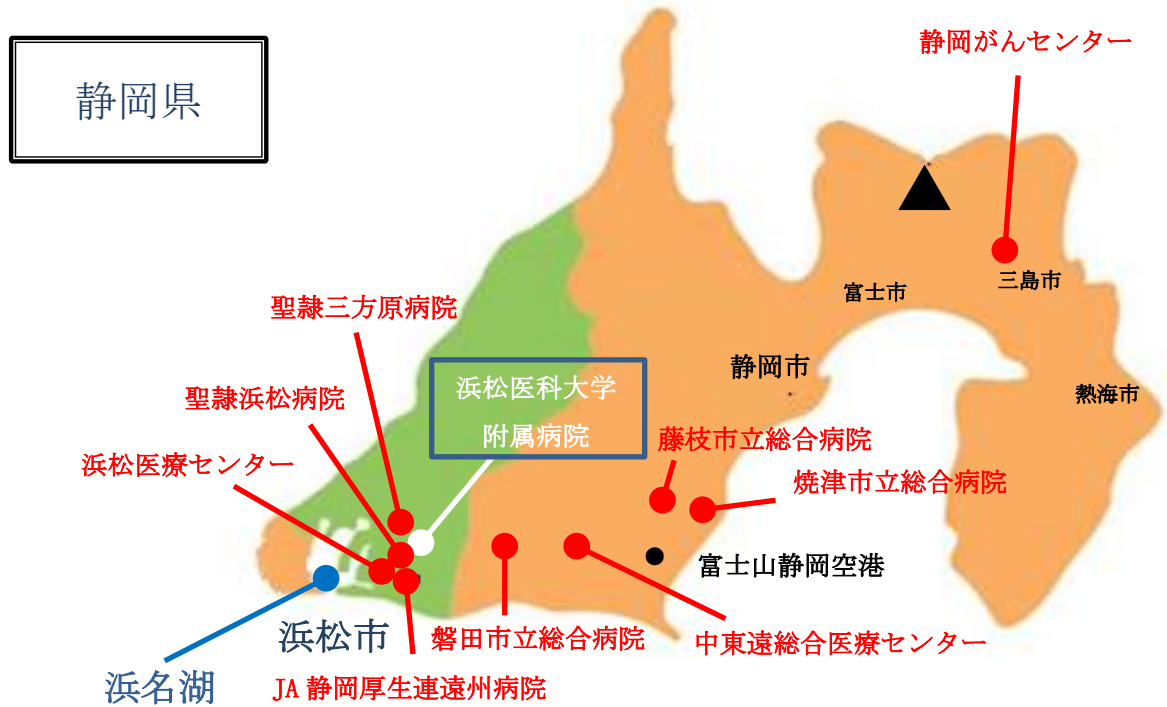 静岡県
静岡がんセンター
三島市
富士市
聖隷三方原病院
静岡市
浜松医科大学
附属病院
熱海市
聖隷浜松病院
藤枝市立総合病院
浜松医療センター
焼津市立総合病院
富士山静岡空港
浜松市
磐田市立総合病院
中東遠総合医療センター
浜名湖
JA 静岡厚生連遠州病院